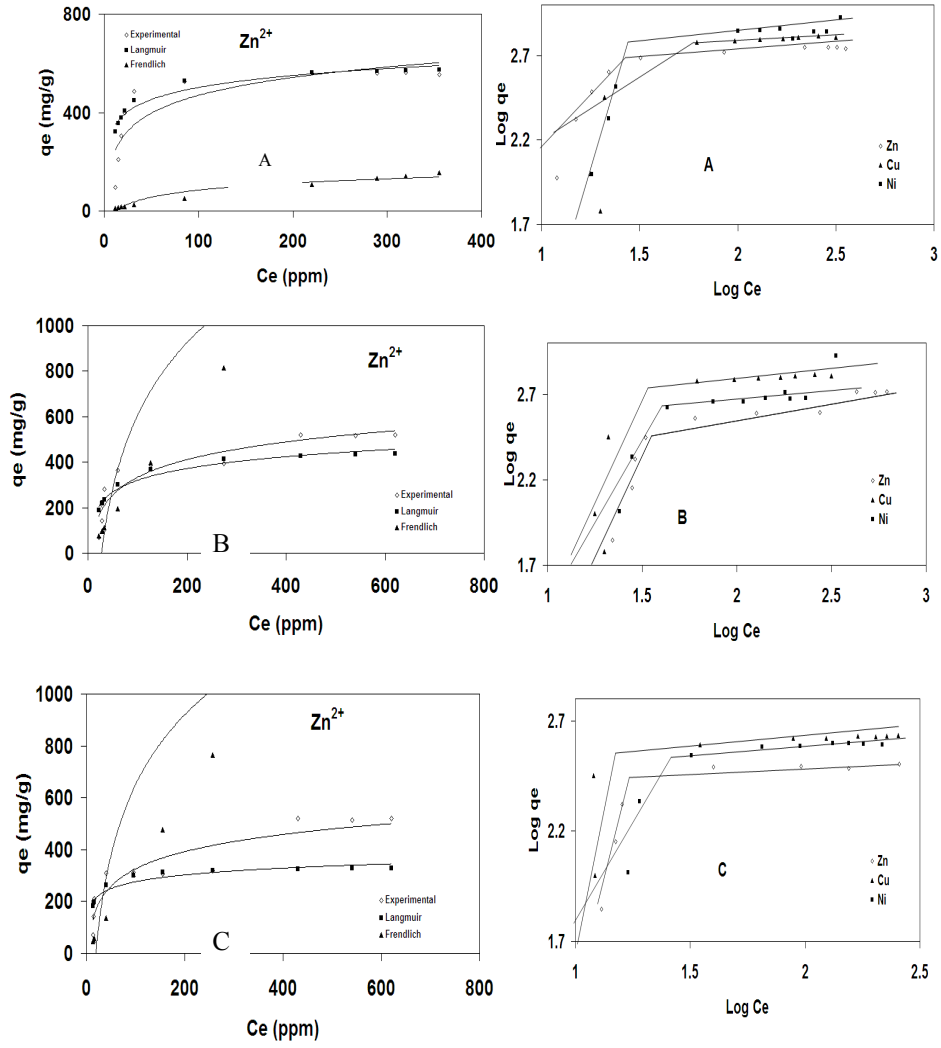 Experimental
Langmuir
Frendlich
Zn2+
A
800
400
0
0 100 200 300 400
qe (mg/g)
Ce (ppm)
2.7
2.2
1.7
1 1.5 2 2.5 3
Log qe
Log Ce
A
Zn
Cu
Ni
1000
800
600
400
200
0
0 200 400 600 800
qe (mg/g)
Ce (ppm)
Zn2+
Experimental
Langmuir
Frendlich
B
2.7
2.2
1.7
1 1.5 2 2.5 3
Log qe
Log Ce
B
Zn
Cu
Ni
1000
800
600
400
200
0
0 200 400 600 800
qe (mg/g)
Ce (ppm)
Zn2+
Experimental
Langmuir
Frendlich
C
2.7
2.2
1.7
1 1.5 2 2.5
Log qe
Log Ce
C
Zn
Cu
Ni